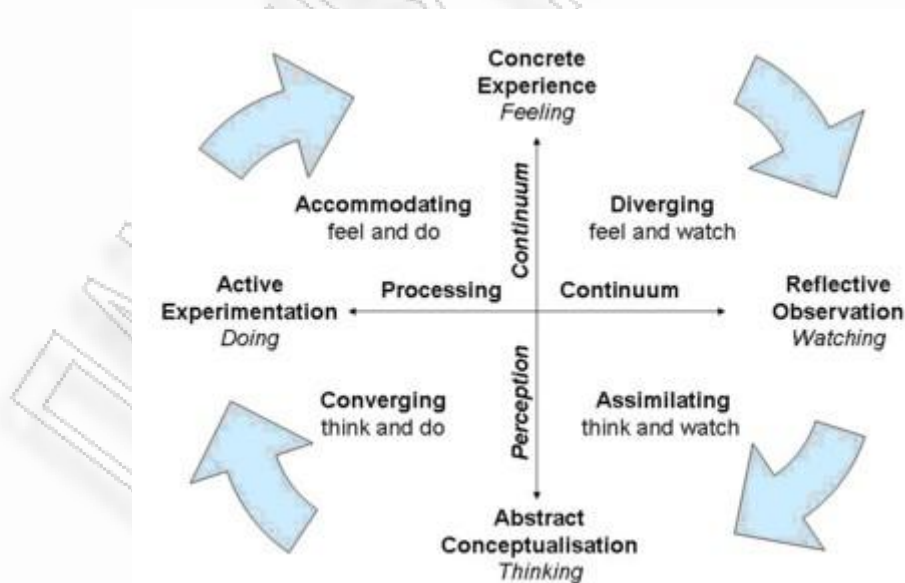 Concrete
Experience
Feeling
Continuum
Accommodating
feel and do
Diverging
feel and watch
Active
Experimentation
Doing
Processing
Continuum
Reflective
Observation
Watching
Perception
Converging
think and do
Assimilating
think and watch
Abstract
Conceptualisation
Thinking